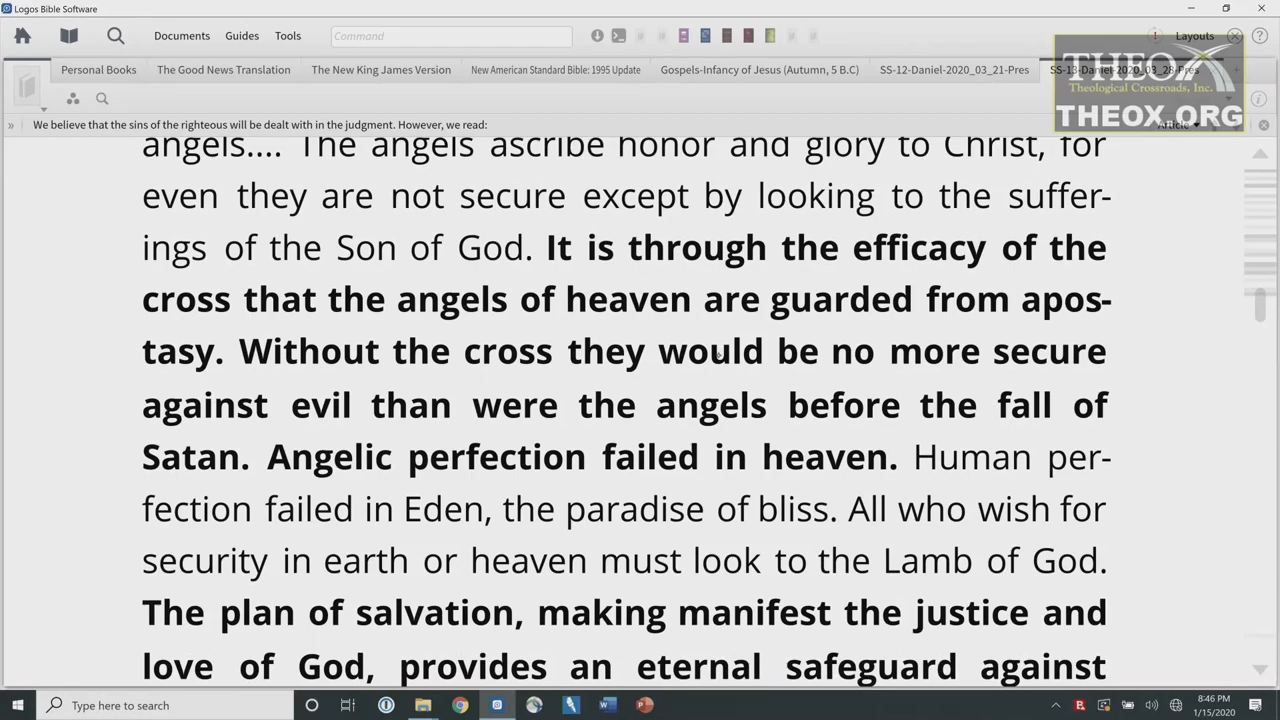 Logos Bible Software
Documents Guides Tools Command Layouts
Personal Books The Good News Translation New American Standard Bible: 1995 Update Gospels-Infancy of Jesus (Autumn, 5 B.C) SS-12-Daniel-2020_03_21-Pres SS-13-Daniel-2020_03_28-Pres
THEOX
Theological Crossroads, Inc.
THEOX.ORG
We believe that the sins of the righteous will be dealt with in the judgment. However, we read: Article
angels.... The angels ascribe honor and glory to Christ, for
even they are not secure except by looking to the suffer-
ings of the Son of God. It is through the efficacy of the
cross that the angels of heaven are guarded from apos-
tasy. Without the cross they would be no more secure
against evil than were the angels before the fall of
Satan. Angelic perfection failed in heaven. Human per-
fection failed in Eden, the paradise of bliss. All who wish for
security in earth or heaven must look to the Lamb of God.
The plan of salvation, making manifest the justice and
love of God, provides an eternal safeguard against
Type here to search
8:46 PM
1/15/2020